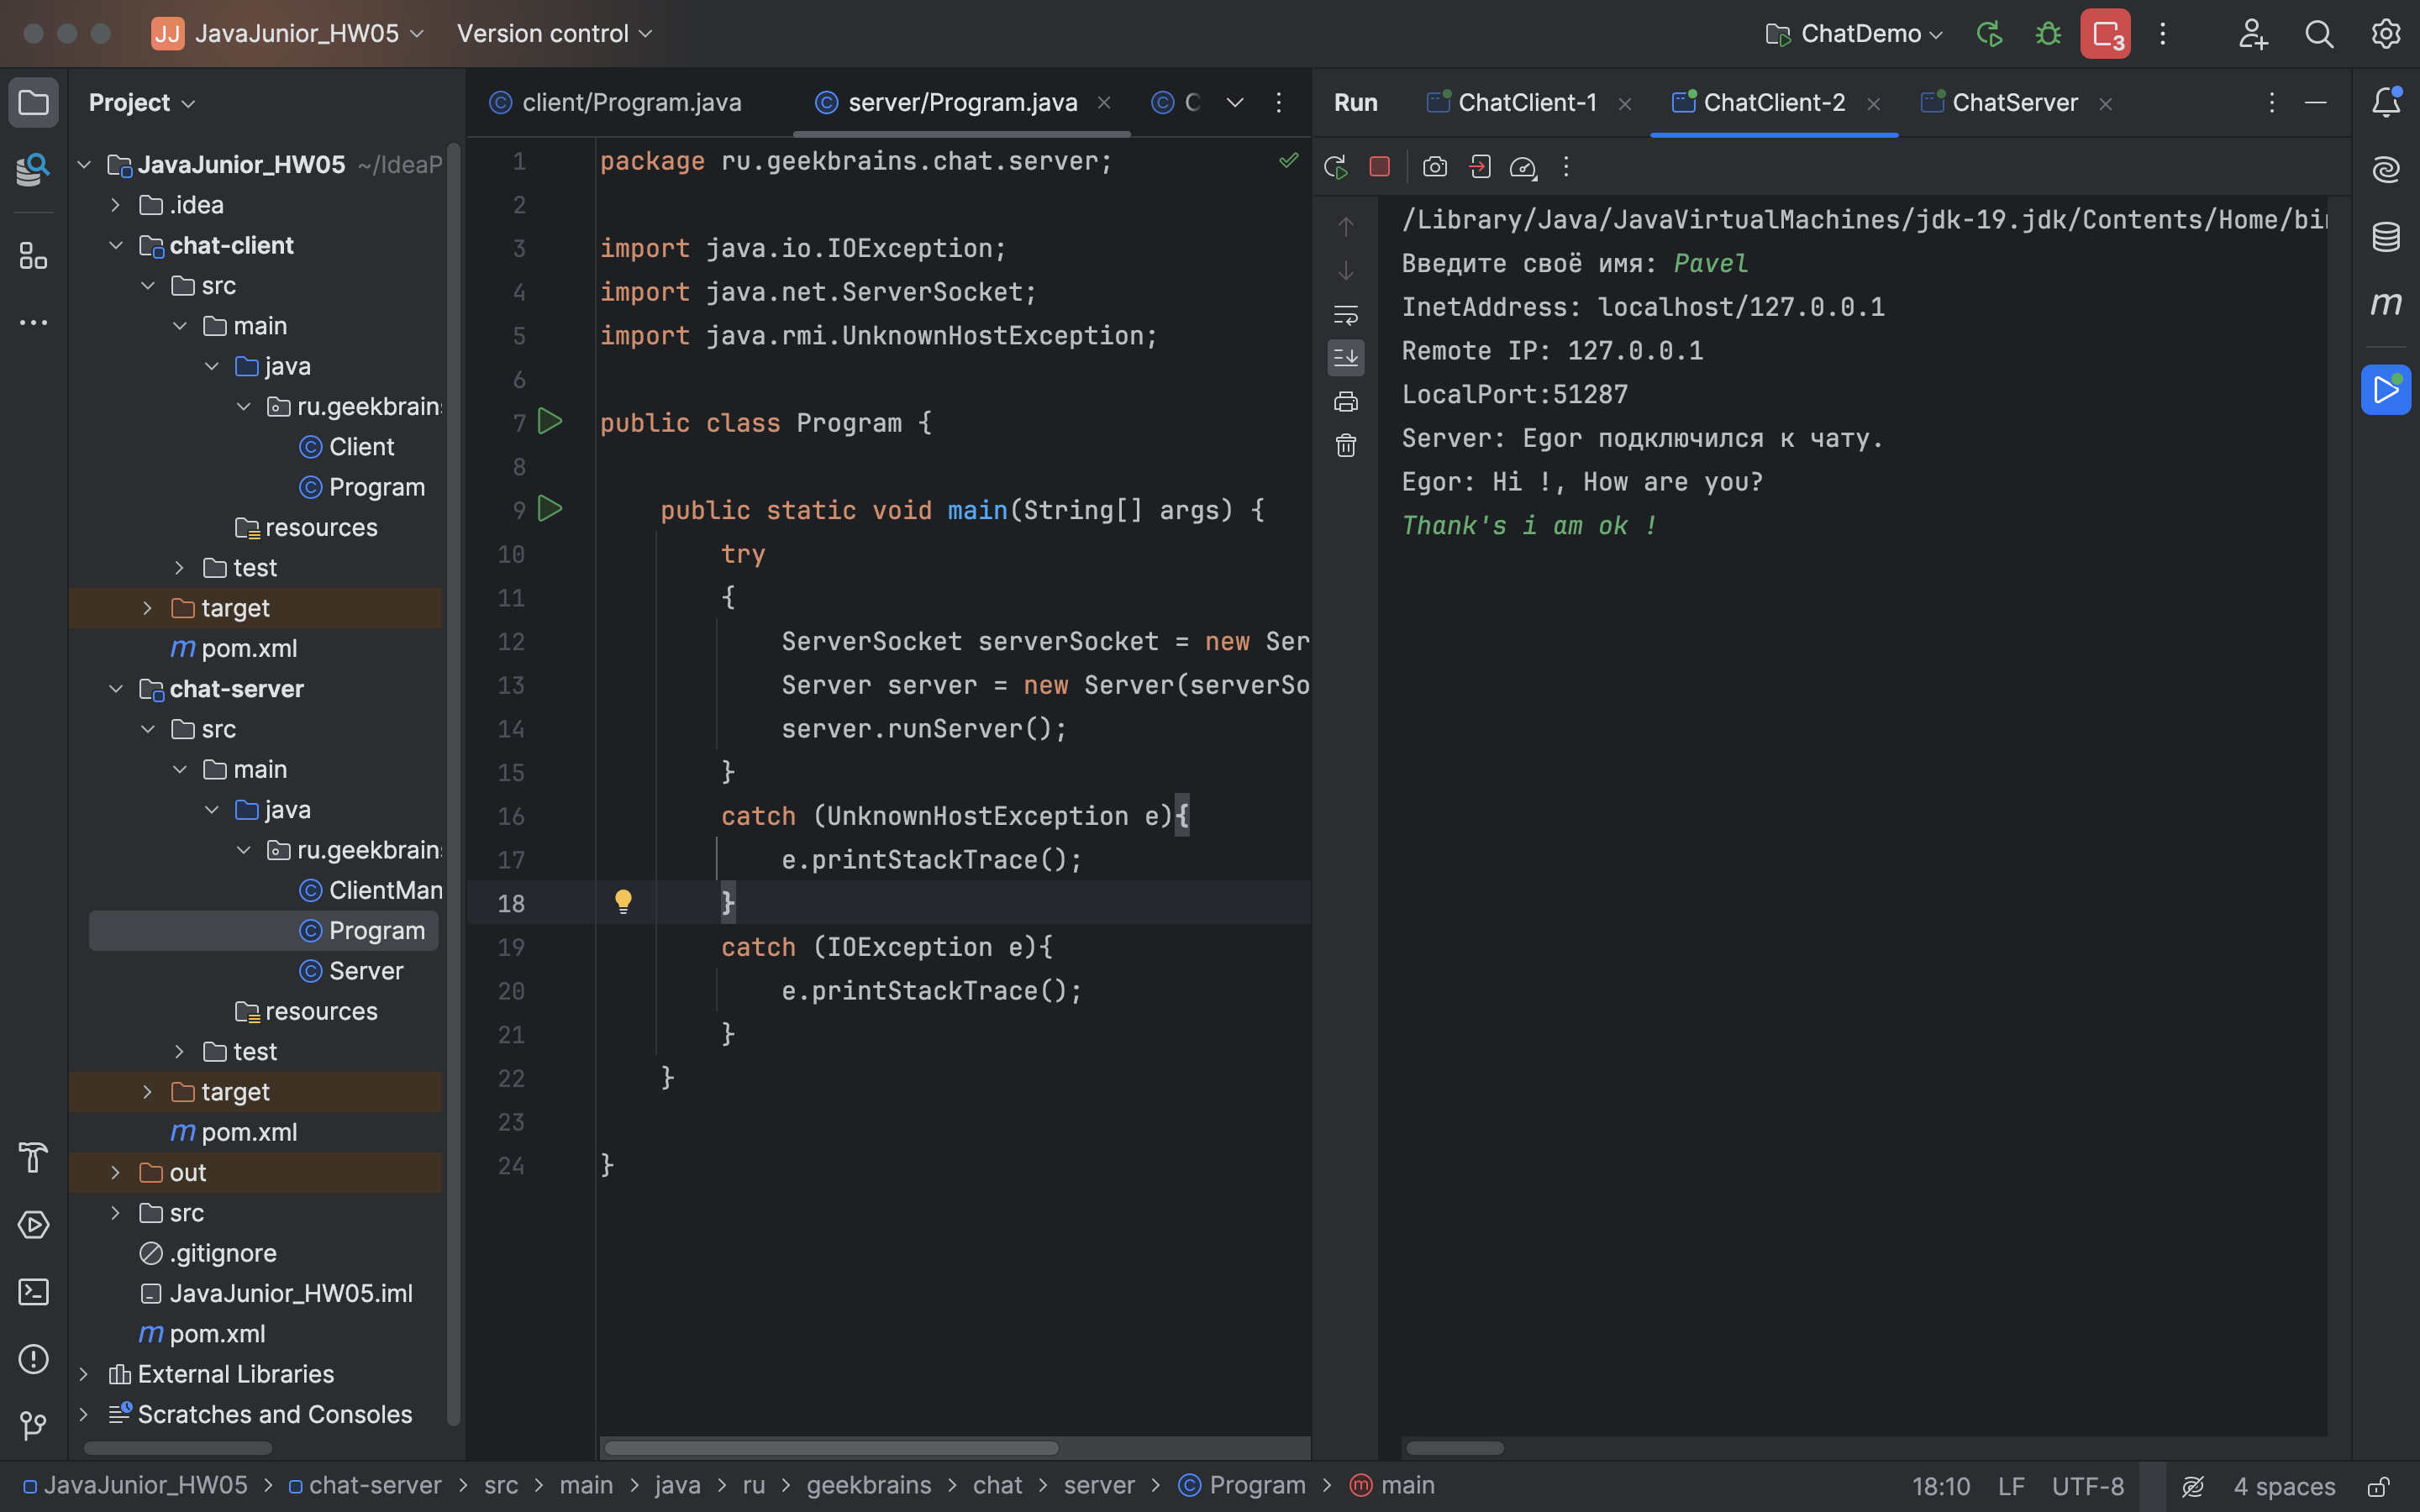 JJ JavaJunior_HW05 Version control ChatDemo 3
Project
JavaJunior_HW05 ~/IdeaP
.idea
chat-client
src
main
java
ru.geekbrain
Client
Program
resources
test
target
m pom.xml
chat-server
src
main
java
ru.geekbrain
ClientMan
Program
Server
resources
test
target
m pom.xml
out
src
.gitignore
JavaJunior_HW05.iml
m pom.xml
External Libraries
Scratches and Consoles
client/Program.java server/Program.java C
1 package ru.geekbrains.chat.server;
2
3 import java.io.IOException;
4 import java.net.ServerSocket;
5 import java.rmi.UnknownHostException;
6
7 public class Program {
8
9 public static void main(String[] args) {
10 try
11 {
12 ServerSocket serverSocket = new Ser
13 Server server = new Server(serverSo
14 server.runServer();
15 }
16 catch (UnknownHostException e){
17 e.printStackTrace();
18 }
19 catch (IOException e){
20 e.printStackTrace();
21 }
22 }
23
24 }
Run ChatClient-1 ChatClient-2 ChatServer
/Library/Java/JavaVirtualMachines/jdk-19.jdk/Contents/Home/bin
Введите своё имя: Pavel
InetAddress: localhost/127.0.0.1
Remote IP: 127.0.0.1
LocalPort:51287
Server: Egor подключился к чату.
Egor: Hi !, How are you?
Thank's i am ok !
m
JavaJunior_HW05 > chat-server > src > main > java > ru > geekbrains > chat > server > Program > main
18:10 LF UTF-8 4 spaces